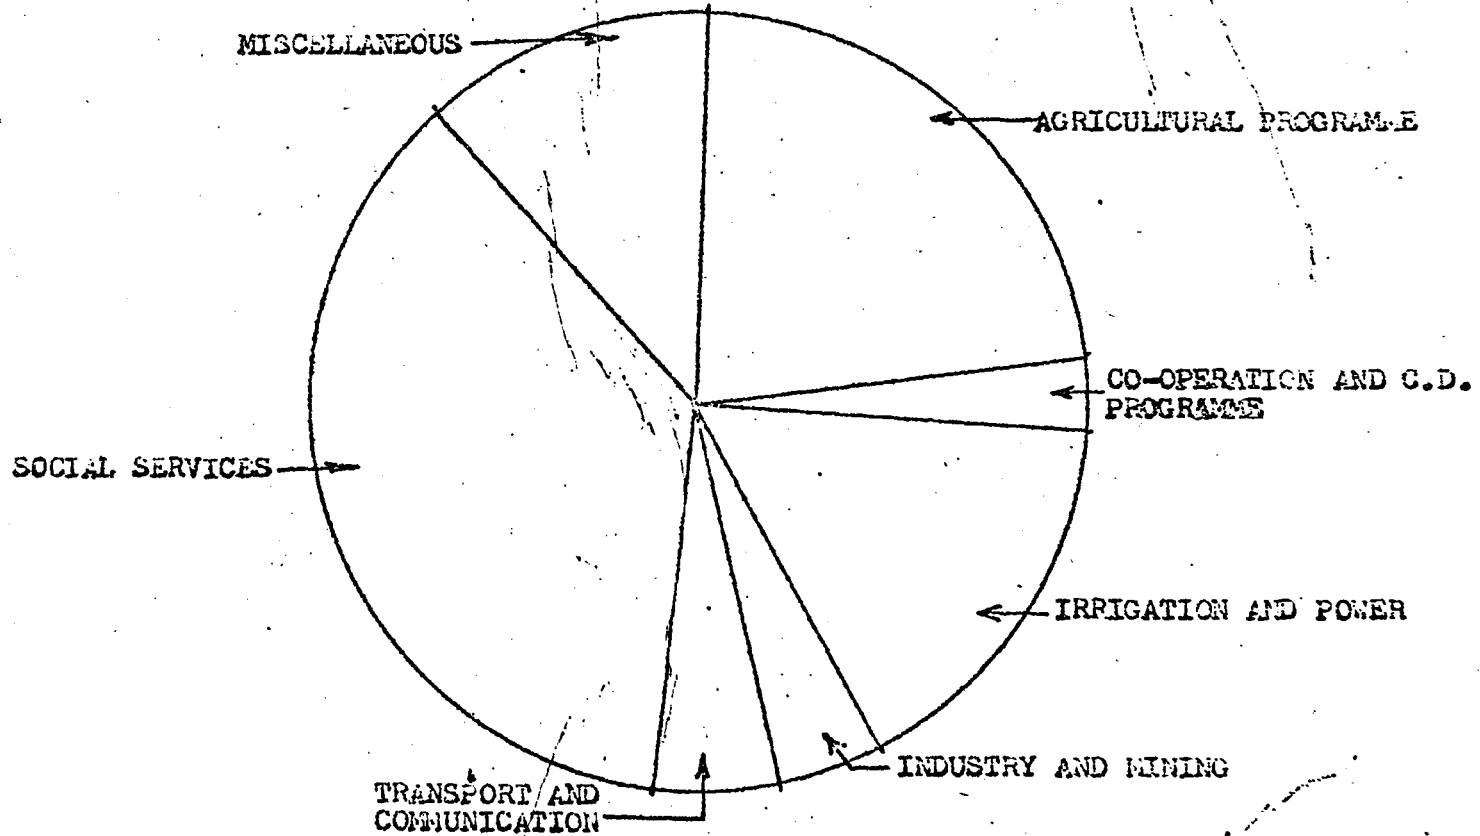 MISCELLANEOUS
AGRICULTURAL PROGRAMME
CO-OPERATION AND C.D.
PROGRAMME
SOCIAL SERVICES
IRRIGATION AND POWER
INDUSTRY AND MINING
TRANSPORT AND
COMMUNICATION